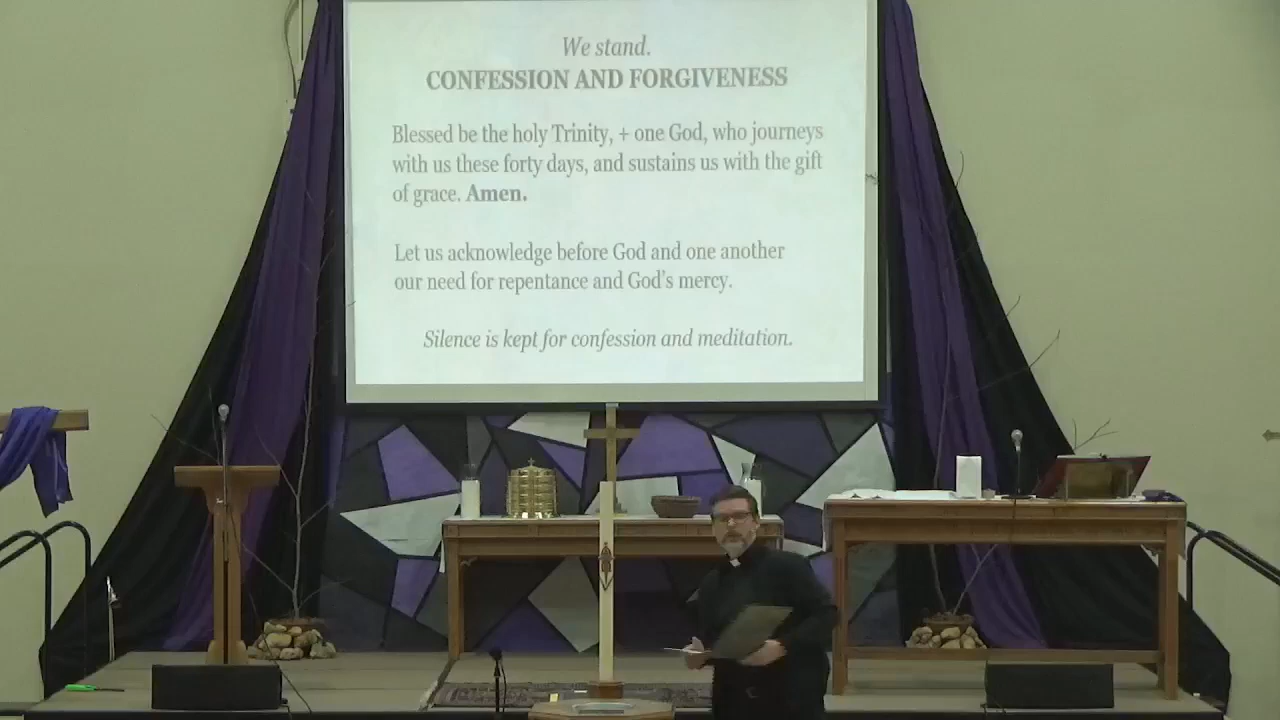 We stand.
CONFESSION AND FORGIVENESS
Blessed be the holy Trinity, + one God, who journeys
with us these forty days, and sustains us with the gift
of grace. Amen.
Let us acknowledge before God and one another
our need for repentance and God's mercy.
Silence is kept for confession and meditation.